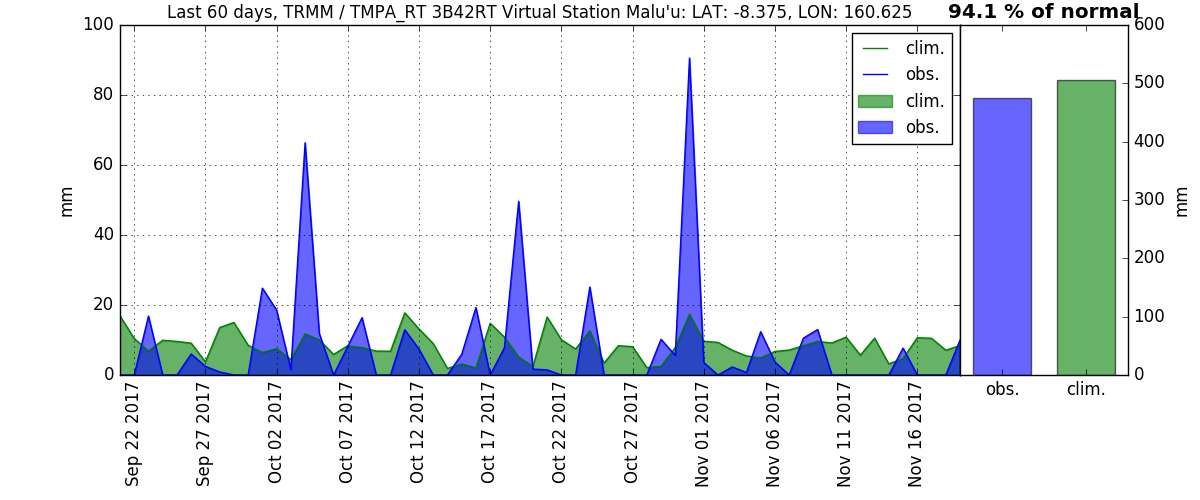 Last 60 days, TRMM / TMPA_RT 3B42RT Virtual Station Malu'u: LAT: -8.375, LON: 160.625
94.1 % of normal
100
80
60
40
20
0
mm
clim.
obs.
clim.
obs.
600
500
400
300
200
100
0
mm
obs.
clim.
Sep 22 2017
Sep 27 2017
Oct 02 2017
Oct 07 2017
Oct 12 2017
Oct 17 2017
Oct 22 2017
Oct 27 2017
Nov 01 2017
Nov 06 2017
Nov 11 2017
Nov 16 2017